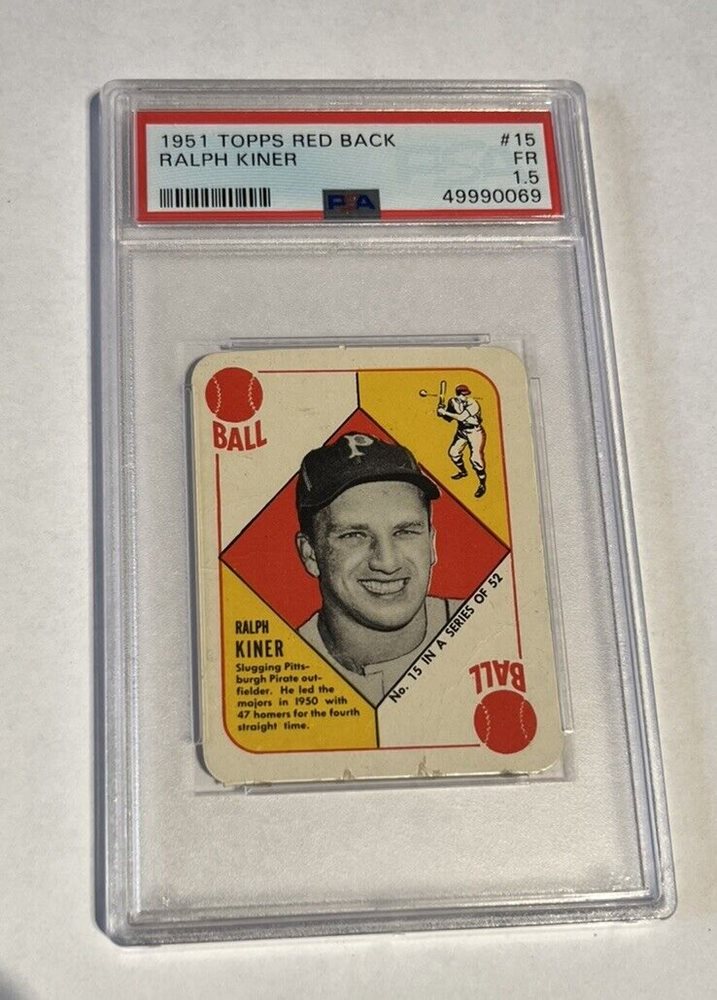 1951 TOPPS RED BACK #15
RALPH KINER FR
1.5
PSA 49990069
BALL
P
RALPH
KINER
Slugging Pitts-
burgh Pirate out-
fielder. He led the
majors in 1950 with
47 homers for the fourth
straight time.
No. 15 IN A SERIES OF 52
BALL